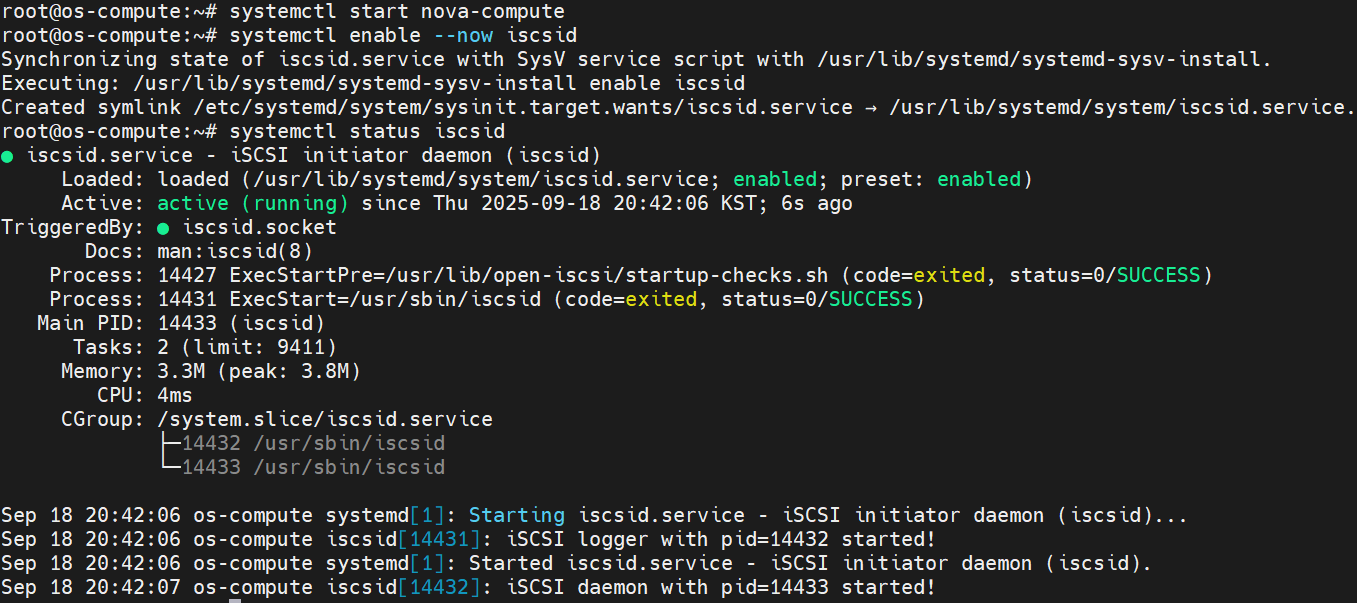 root@os-compute:~# systemctl start nova-compute
root@os-compute:~# systemctl enable --now iscsid
Synchronizing state of iscsid.service with SysV service script with /usr/lib/systemd/systemd-sysv-install.
Executing: /usr/lib/systemd/systemd-sysv-install enable iscsid
Created symlink /etc/systemd/system/sysinit.target.wants/iscsid.service → /usr/lib/systemd/system/iscsid.service.
root@os-compute:~# systemctl status iscsid
● iscsid.service - iSCSI initiator daemon (iscsid)
     Loaded: loaded (/usr/lib/systemd/system/iscsid.service; enabled; preset: enabled)
     Active: active (running) since Thu 2025-09-18 20:42:06 KST; 6s ago
TriggeredBy: ● iscsid.socket
       Docs: man:iscsid(8)
    Process: 14427 ExecStartPre=/usr/lib/open-iscsi/startup-checks.sh (code=exited, status=0/SUCCESS)
    Process: 14431 ExecStart=/usr/sbin/iscsid (code=exited, status=0/SUCCESS)
   Main PID: 14433 (iscsid)
      Tasks: 2 (limit: 9411)
     Memory: 3.3M (peak: 3.8M)
        CPU: 4ms
     CGroup: /system.slice/iscsid.service
             ├─14432 /usr/sbin/iscsid
             └─14433 /usr/sbin/iscsid

Sep 18 20:42:06 os-compute systemd[1]: Starting iscsid.service - iSCSI initiator daemon (iscsid)...
Sep 18 20:42:06 os-compute iscsid[14431]: iSCSI logger with pid=14432 started!
Sep 18 20:42:06 os-compute systemd[1]: Started iscsid.service - iSCSI initiator daemon (iscsid).
Sep 18 20:42:07 os-compute iscsid[14432]: iSCSI daemon with pid=14433 started!